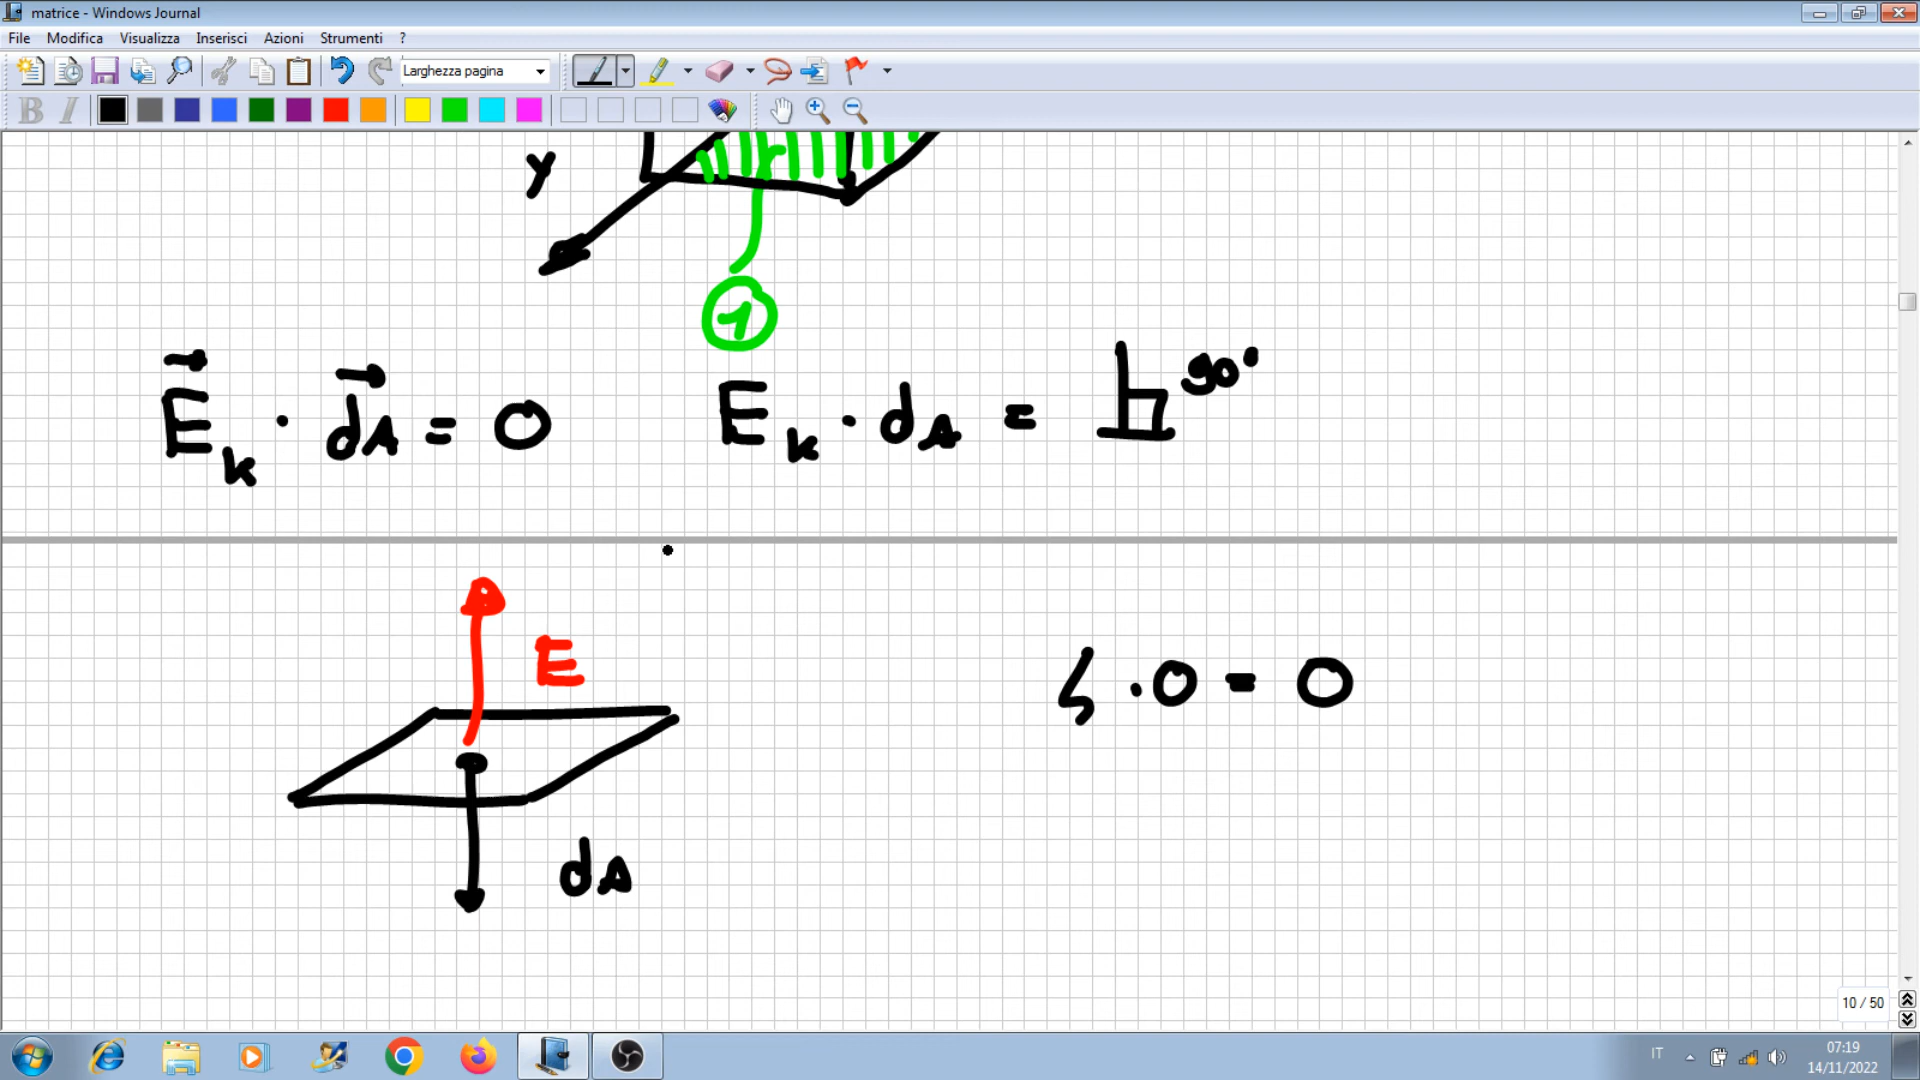 matrice - Windows Journal
File Modifica Visualizza Inserisci Azioni Strumenti ?
Larghezza pagina
B I
y
1
E⃗k · dA⃗ = 0 Ek · dA = 90°
E
5 · 0 = 0
dA
10 / 50
IT
07:19
14/11/2022